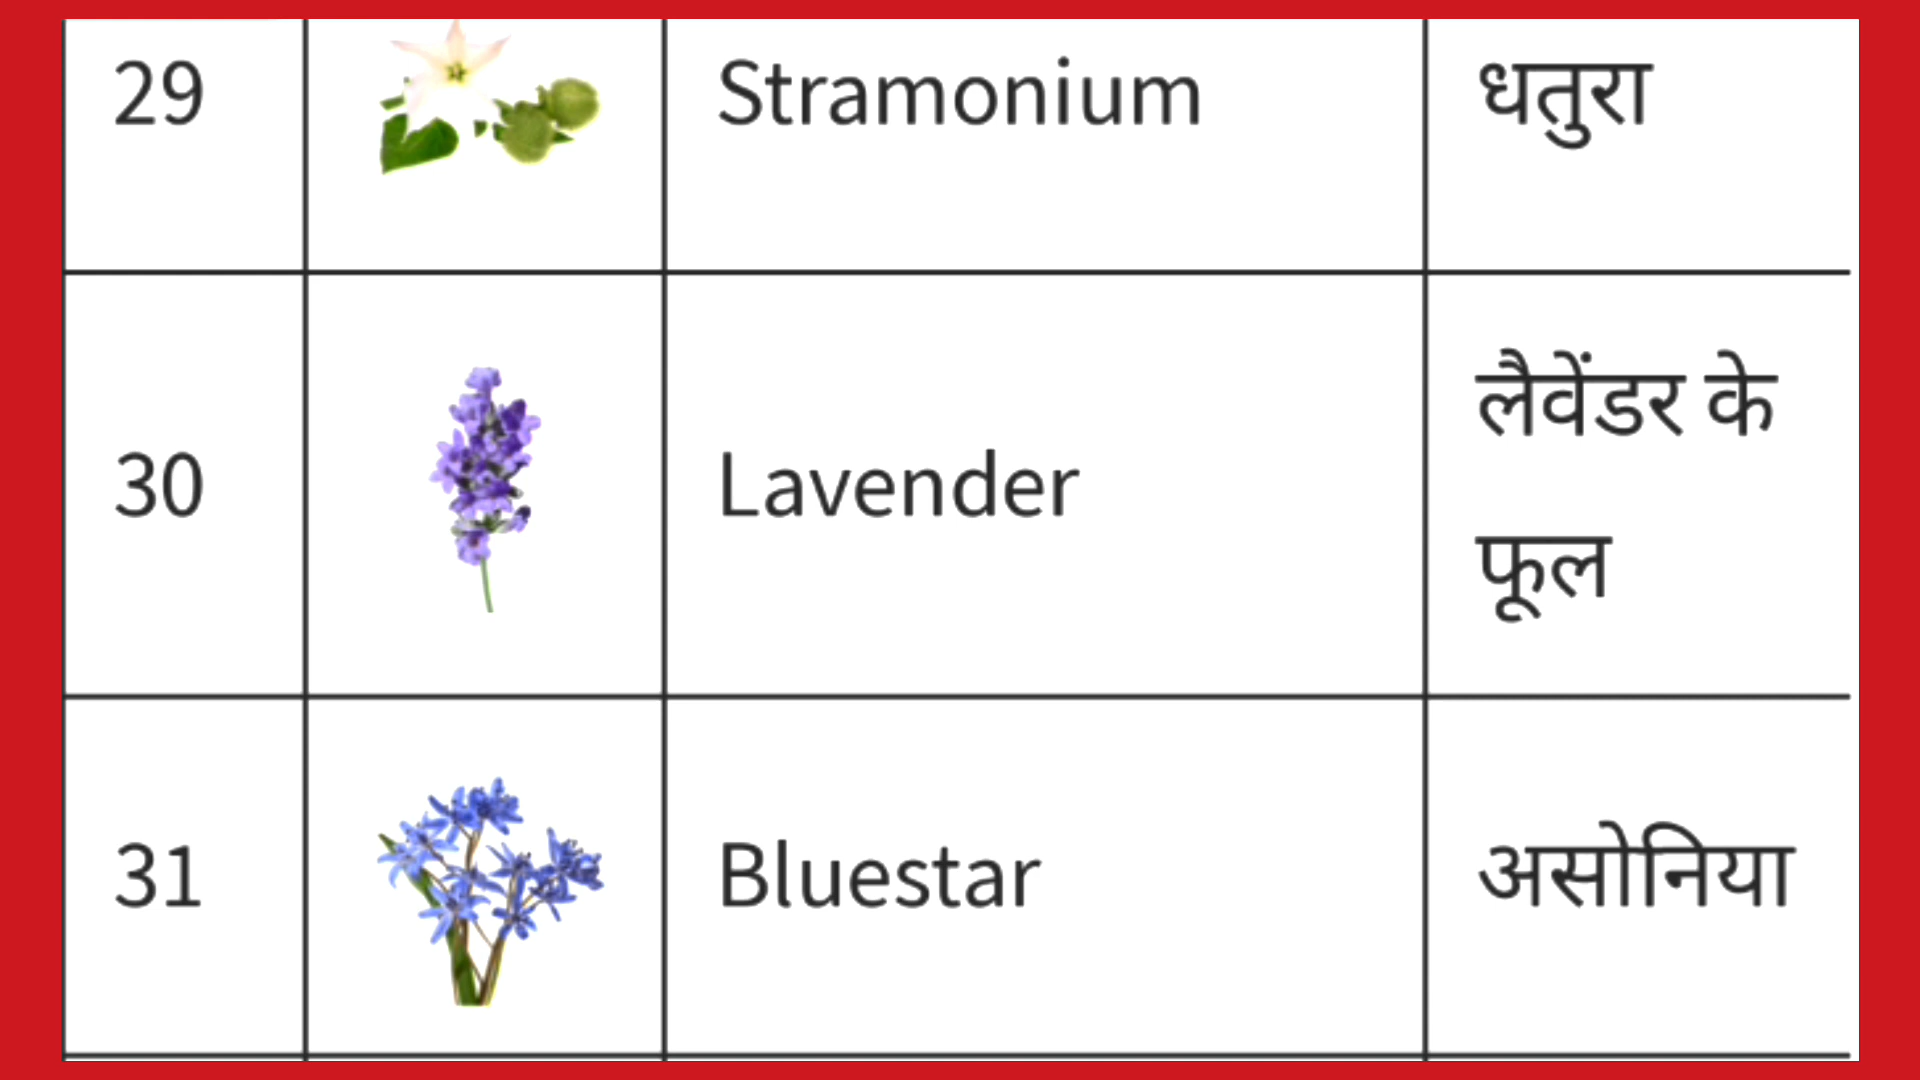 29 Stramonium धतुरा
30 Lavender लैवेंडर के
फूल
31 Bluestar असोनिया